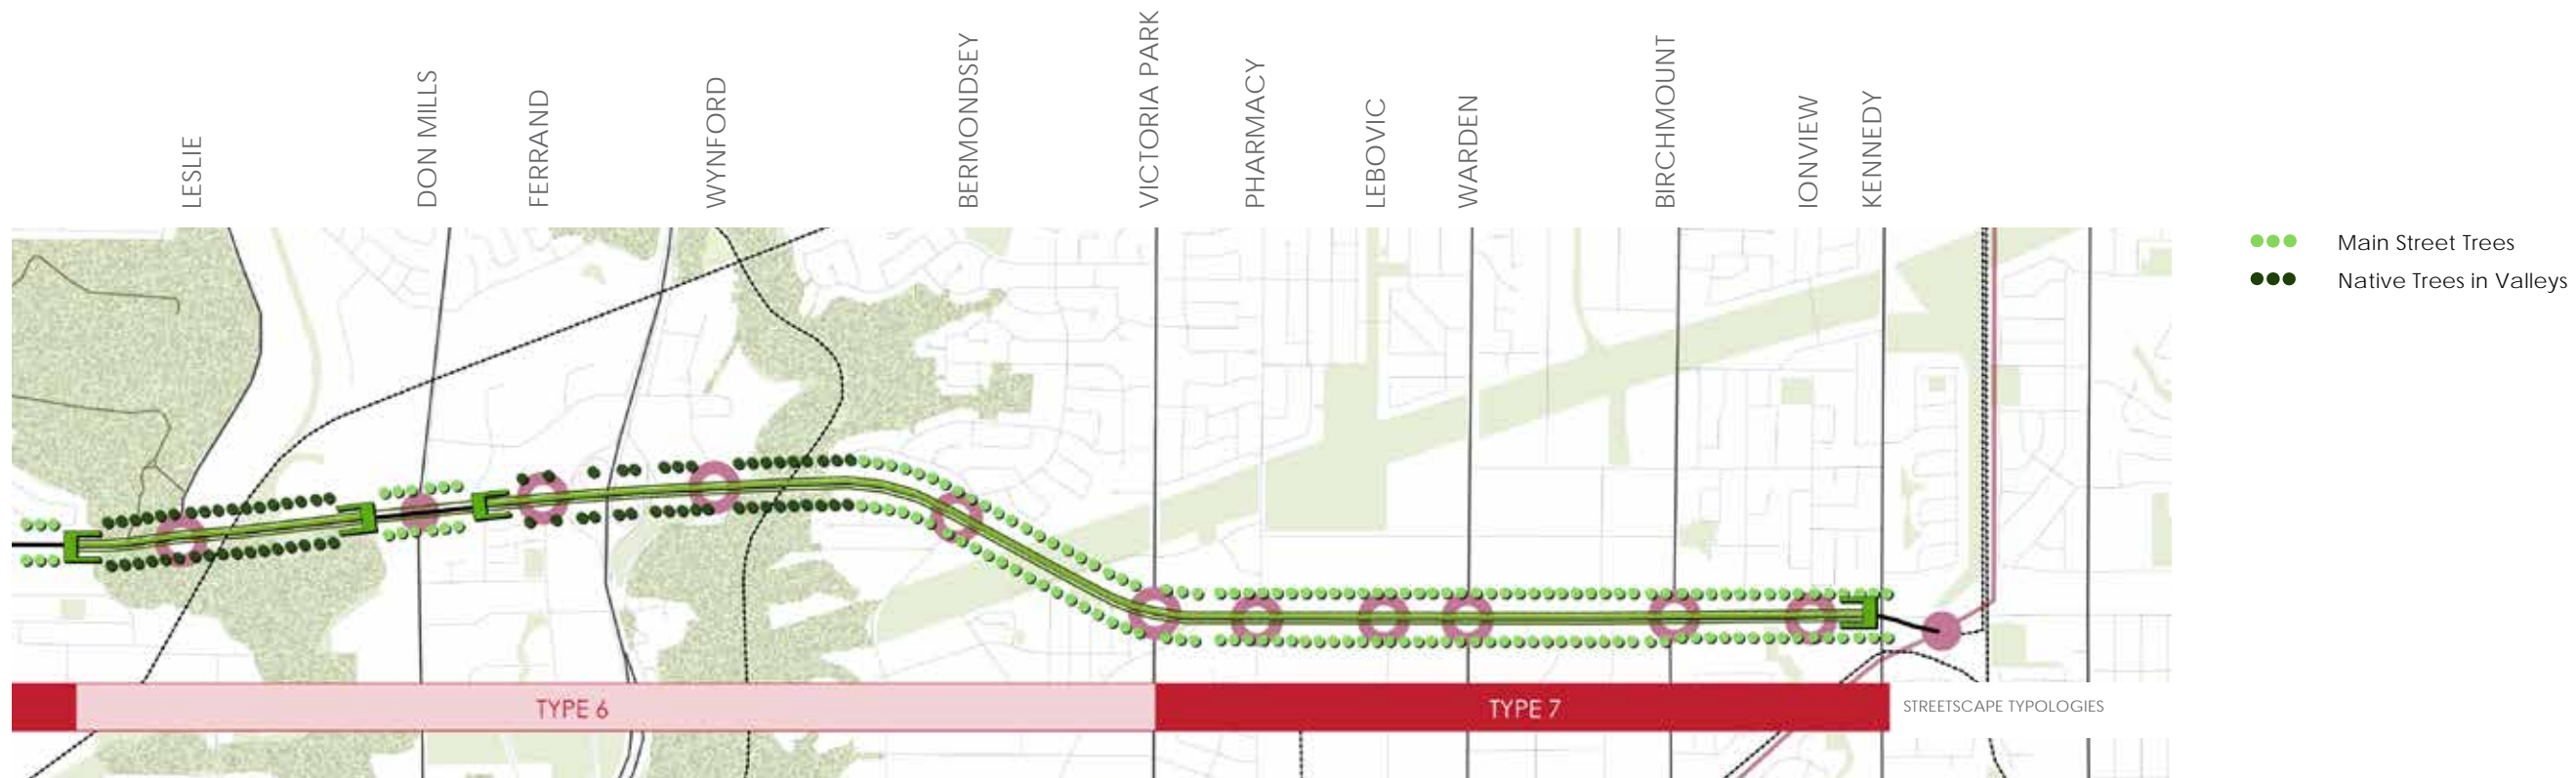 LESLIE
DON MILLS
FERRAND
WYNFORD
BERMONDSEY
VICTORIA PARK
PHARMACY
LEBOVIC
WARDEN
BIRCHMOUNT
IONVIEW
KENNEDY
Main Street Trees
Native Trees in Valleys
TYPE 6
TYPE 7
STREETSCAPE TYPOLOGIES